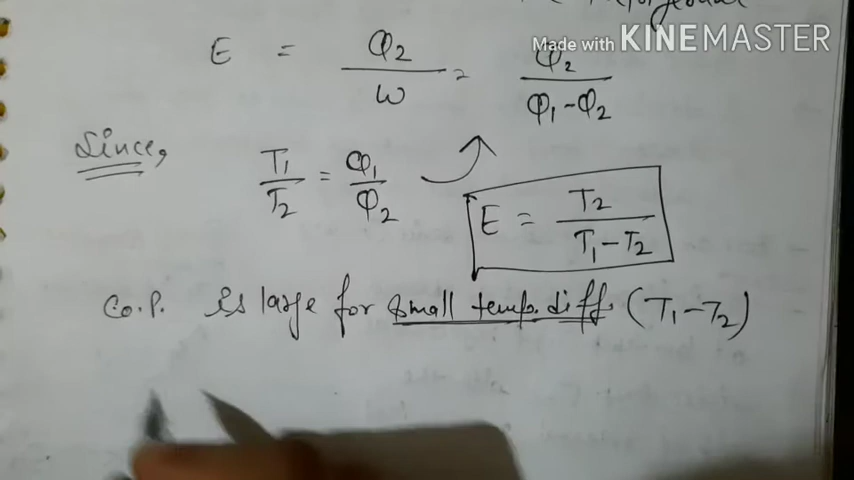 Made with KINEMASTER
E = Q2/W = Q2/Q1-Q2
Since,
T1/T2 = Q1/Q2
E = T2/T1-T2
Co.P. is large for small temp. diff. (T1-T2)